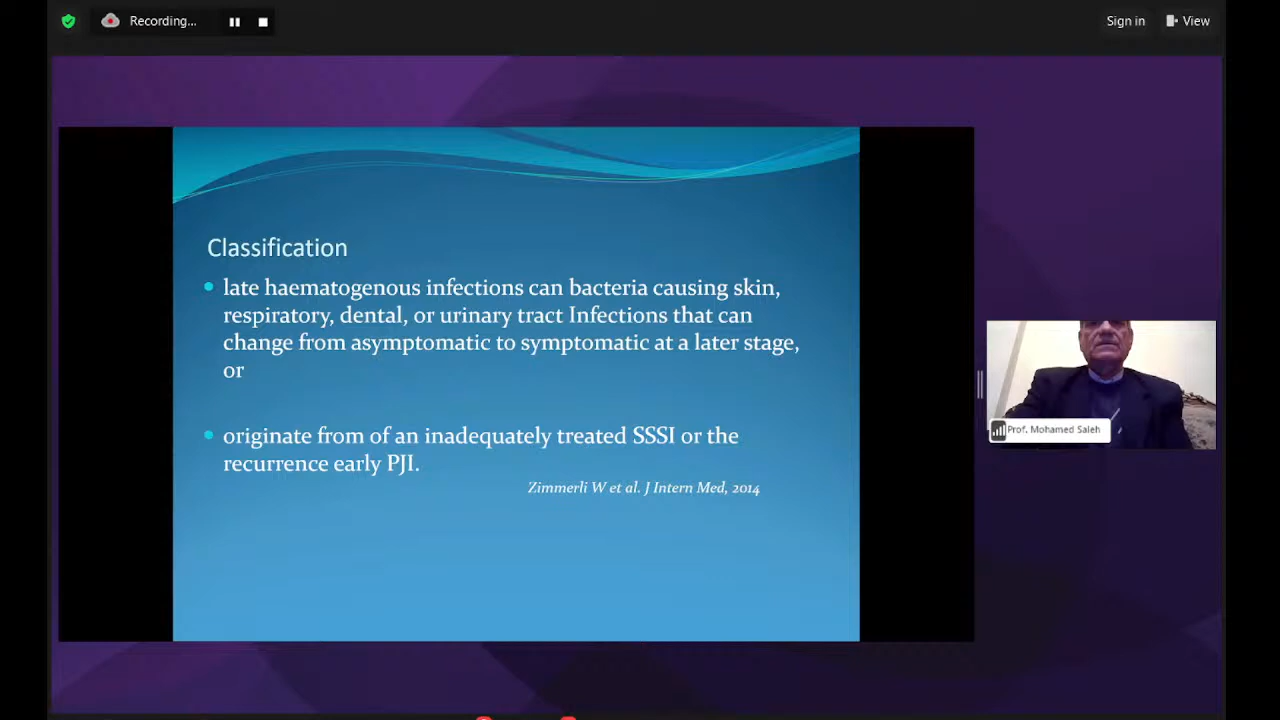 Recording...
Sign in
View
Classification
late haematogenous infections can bacteria causing skin,
respiratory, dental, or urinary tract Infections that can
change from asymptomatic to symptomatic at a later stage,
or
originate from of an inadequately treated SSSI or the
recurrence early PJI.
Zimmerli W et al. J Intern Med, 2014
Prof. Mohamed Saleh